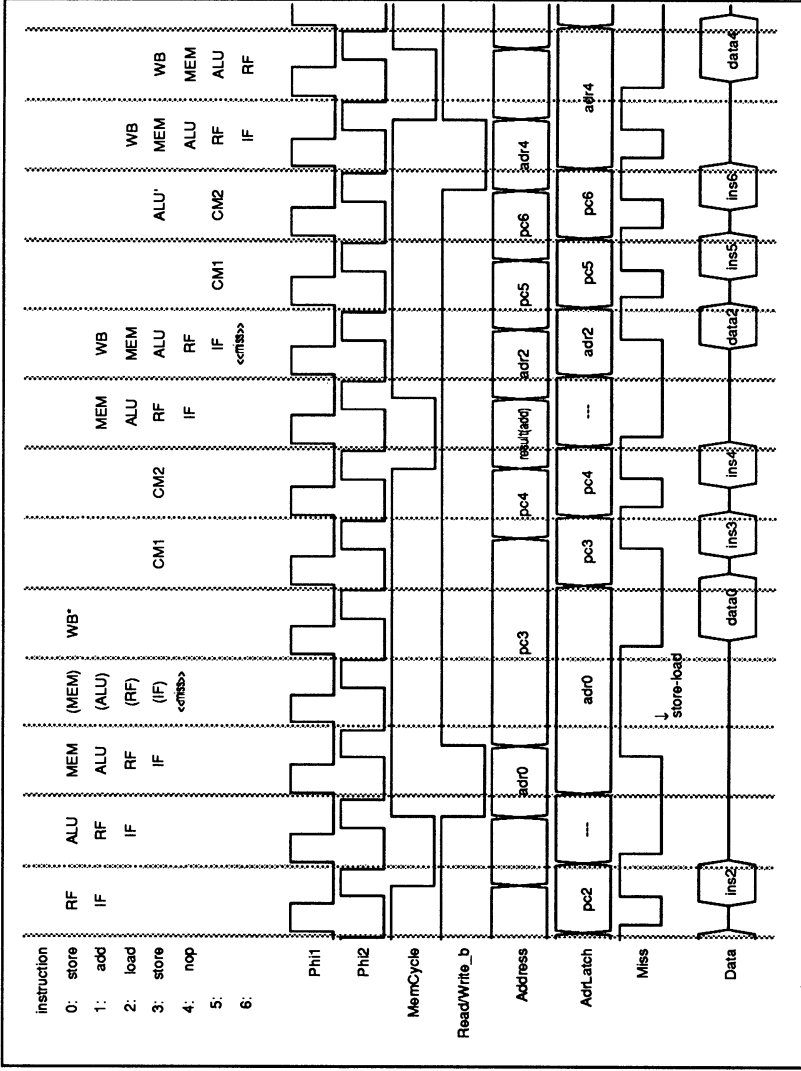 instruction
0: store RF ALU MEM (MEM) WB*
1: add IF RF ALU (ALU) MEM WB
2: load IF RF (RF) ALU MEM WB
3: store IF (IF) CM1 CM2 RF ALU ALU' MEM WB
4: nop <<miss>> IF RF ALU MEM
5: IF CM1 CM2 RF ALU
6: <<miss>> IF RF
Phi1
Phi2
MemCycle
Read/Write_b
Address adr0 pc3 pc4 result(add) adr2 pc5 pc6 adr4
AdrLatch pc2 --- adr0 pc3 pc4 --- adr2 pc5 pc6 adr4
Miss
store-load
Data ins2 data0 ins3 ins4 data2 ins5 ins6 data4